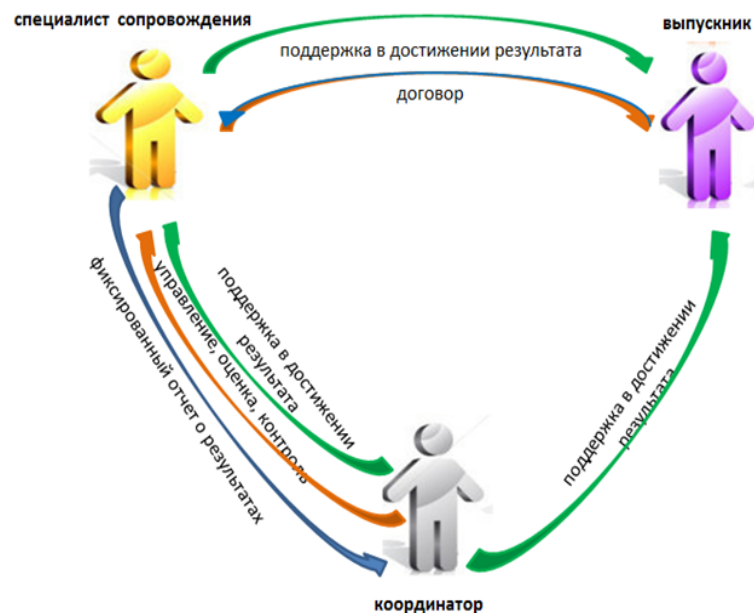 специалист сопровождения
выпускник
поддержка в достижении результата
договор
фиксированный отчет о результатах
управление, оценка, контроль
поддержка в достижении
результата
поддержка в достижении
результата
координатор